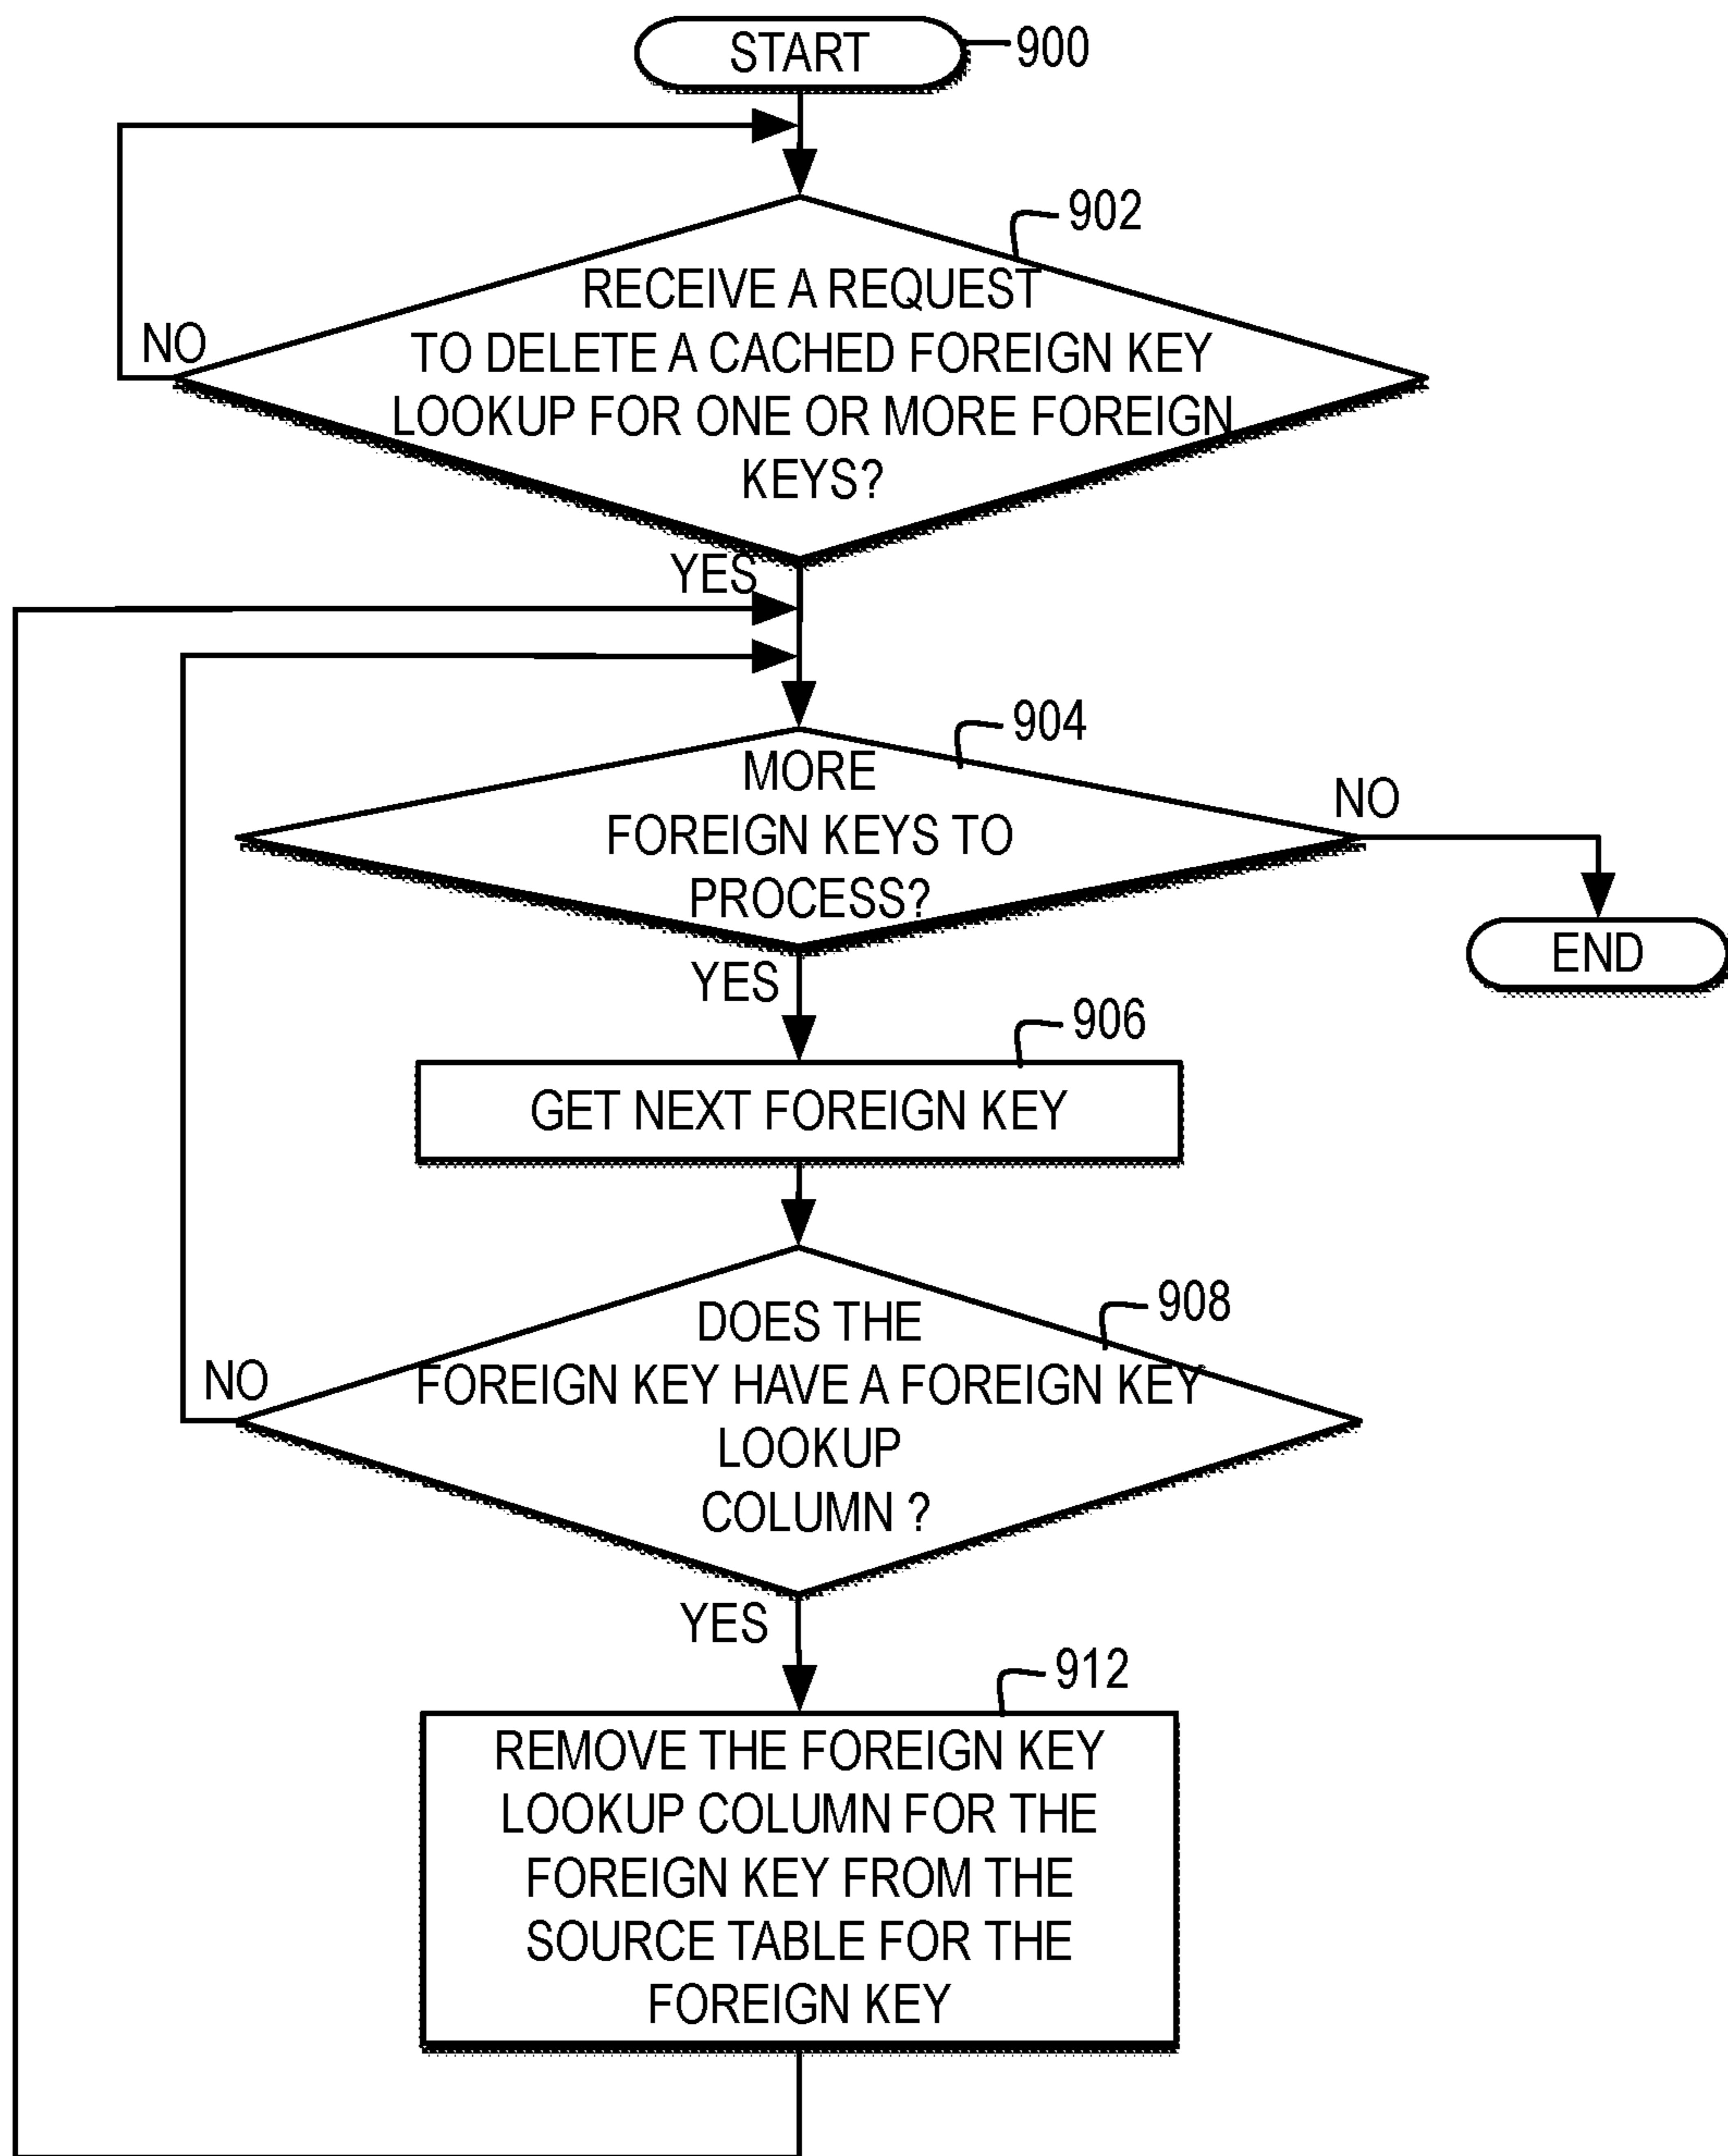 START
900
902
RECEIVE A REQUEST
TO DELETE A CACHED FOREIGN KEY
LOOKUP FOR ONE OR MORE FOREIGN
KEYS?
NO
YES
904
MORE
FOREIGN KEYS TO
PROCESS?
NO
END
YES
906
GET NEXT FOREIGN KEY
908
DOES THE
FOREIGN KEY HAVE A FOREIGN KEY
LOOKUP
COLUMN ?
NO
YES
912
REMOVE THE FOREIGN KEY
LOOKUP COLUMN FOR THE
FOREIGN KEY FROM THE
SOURCE TABLE FOR THE
FOREIGN KEY